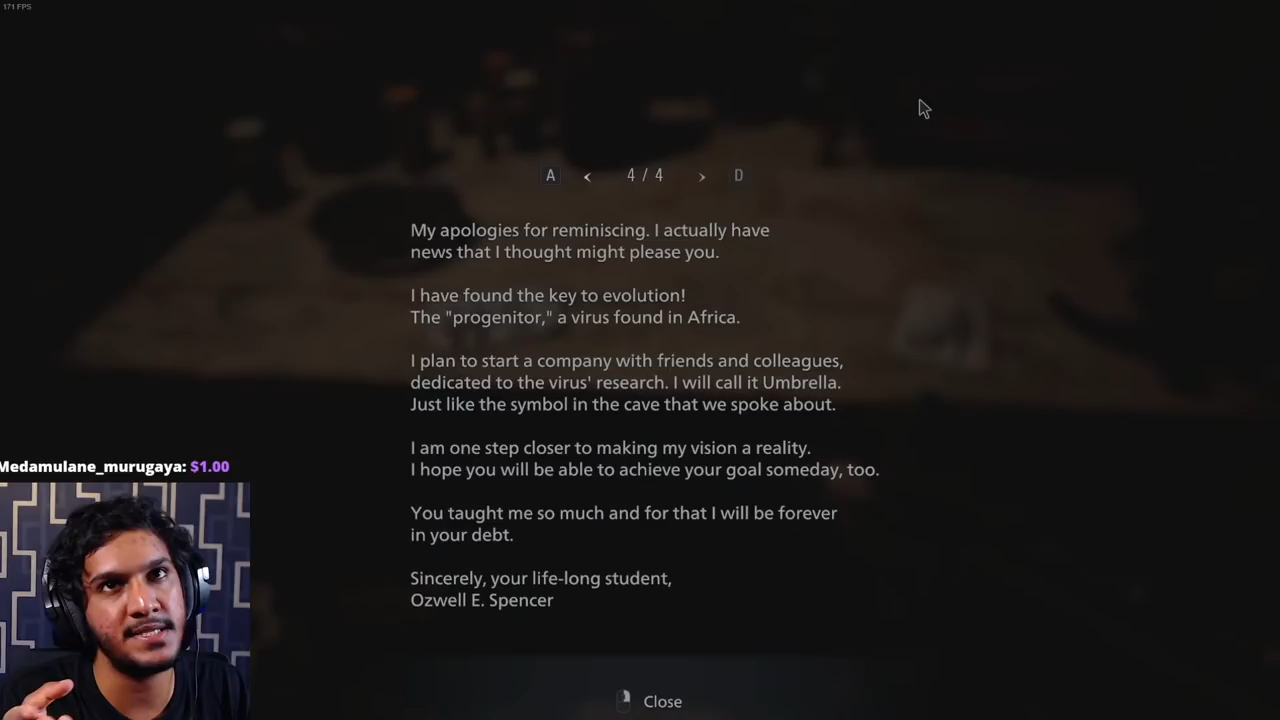 171 FPS
A < 4 / 4 > D
My apologies for reminiscing. I actually have
news that I thought might please you.
I have found the key to evolution!
The "progenitor," a virus found in Africa.
I plan to start a company with friends and colleagues,
dedicated to the virus' research. I will call it Umbrella.
Just like the symbol in the cave that we spoke about.
I am one step closer to making my vision a reality.
I hope you will be able to achieve your goal someday, too.
You taught me so much and for that I will be forever
in your debt.
Sincerely, your life-long student,
Ozwell E. Spencer
Medamulane_murugaya: $1.00
Close